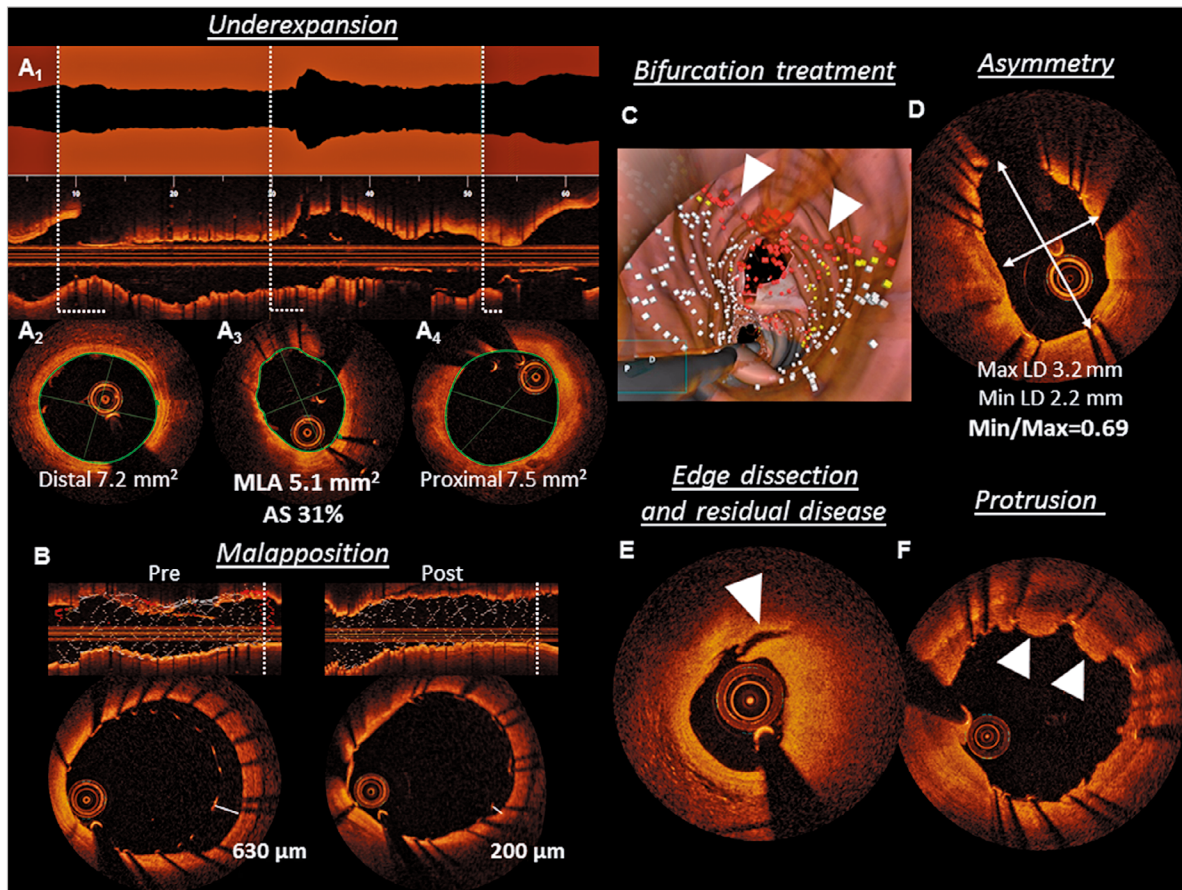 Underexpansion
A1
10 20 30 40 50 60
A2
A3
A4
Distal 7.2 mm²
MLA 5.1 mm²
AS 31%
Proximal 7.5 mm²
B
Malapposition
Pre
Post
630 µm
200 µm
Bifurcation treatment
C
P
D
Asymmetry
D
Max LD 3.2 mm
Min LD 2.2 mm
Min/Max=0.69
Edge dissection
and residual disease
E
Protrusion
F